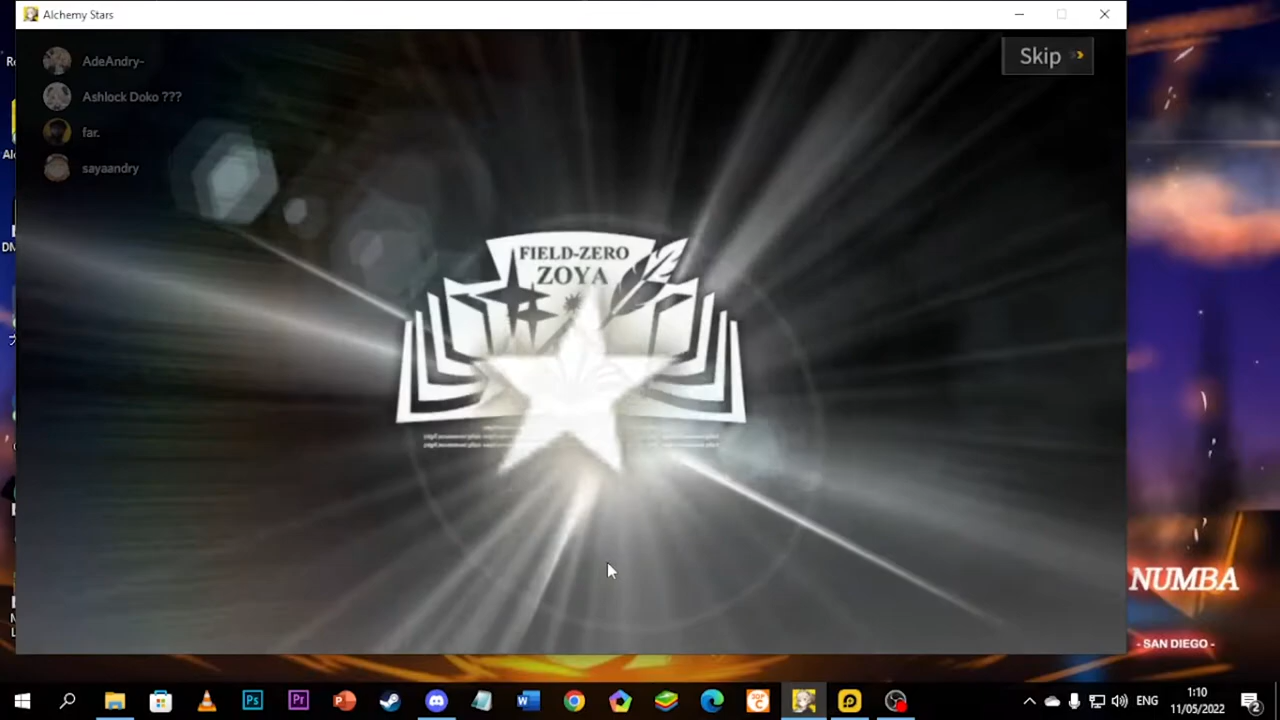 Alchemy Stars
AdeAndry-
Ashlock Doko ???
far.
sayaandry
Skip
FIELD-ZERO
ZOYA
NUMBA
- SAN DIEGO -
ENG
1:10
11/05/2022
2